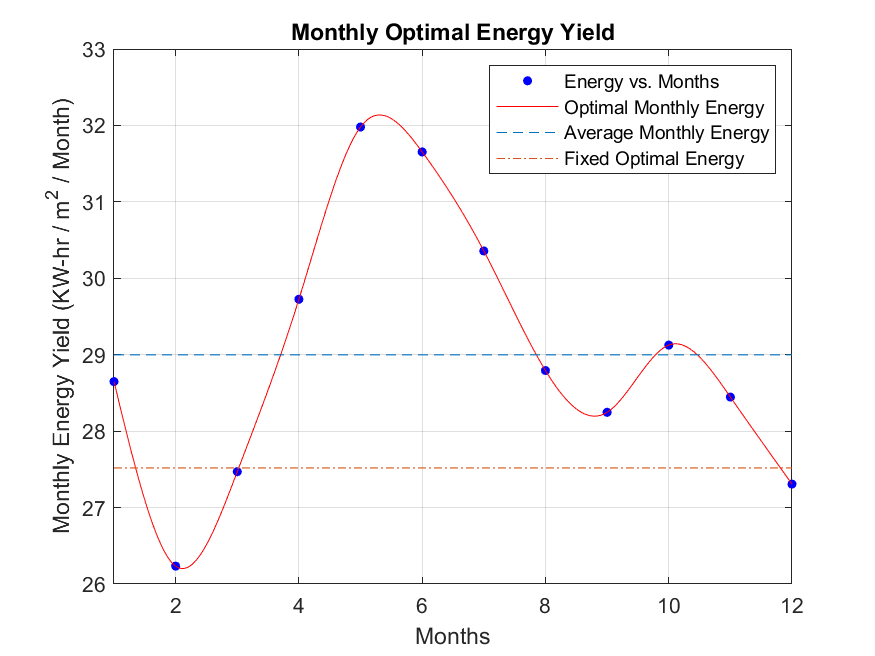 Monthly Optimal Energy Yield
Monthly Energy Yield (KW-hr / m² / Month)
33
32
31
30
29
28
27
26
Energy vs. Months
Optimal Monthly Energy
Average Monthly Energy
Fixed Optimal Energy
2 4 6 8 10 12
Months